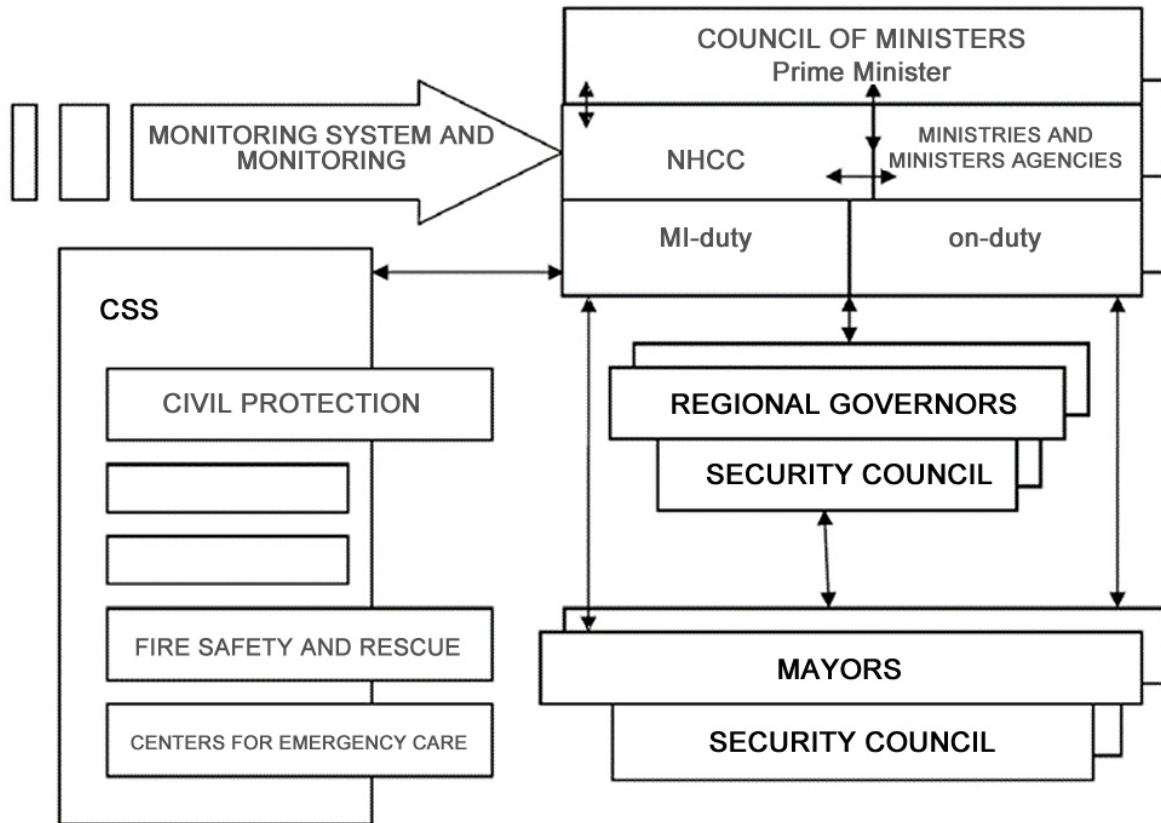 COUNCIL OF MINISTERS
Prime Minister
MONITORING SYSTEM AND
MONITORING
NHCC
MINISTRIES AND
MINISTERS AGENCIES
MI-duty
on-duty
CSS
CIVIL PROTECTION
REGIONAL GOVERNORS
SECURITY COUNCIL
FIRE SAFETY AND RESCUE
MAYORS
CENTERS FOR EMERGENCY CARE
SECURITY COUNCIL